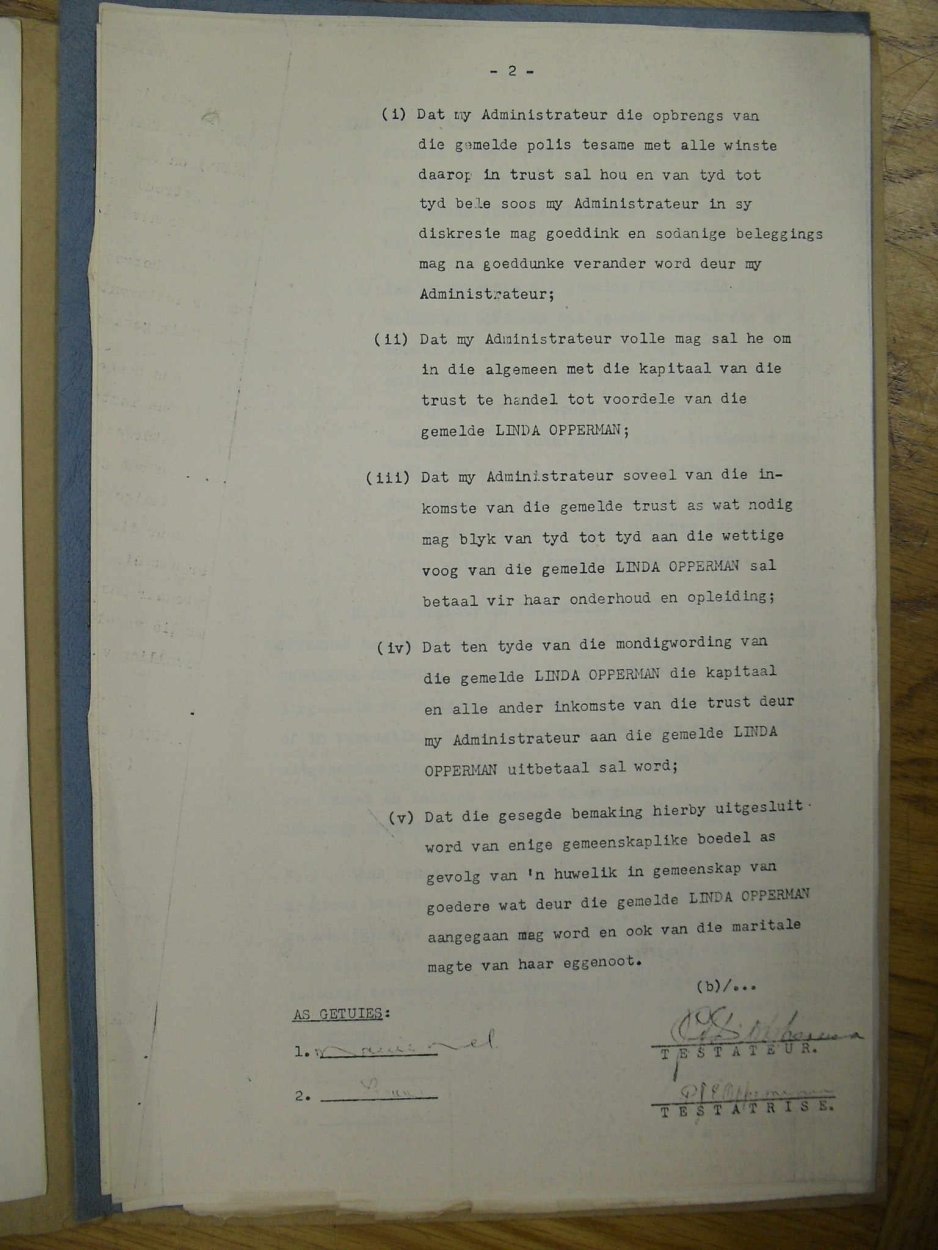 - 2 -
(i) Dat my Administrateur die opbrengs van
die gemelde polis tesame met alle winste
daarop in trust sal hou en van tyd tot
tyd bele soos my Administrateur in sy
diskresie mag goeddink en sodanige beleggings
mag na goeddunke verander word deur my
Administrateur;
(ii) Dat my Administrateur volle mag sal he om
in die algemeen met die kapitaal van die
trust te handel tot voordele van die
gemelde LINDA OPPERMAN;
(iii) Dat my Administrateur soveel van die in-
komste van die gemelde trust as wat nodig
mag blyk van tyd tot tyd aan die wettige
voog van die gemelde LINDA OPPERMAN sal
betaal vir haar onderhoud en opleiding;
(iv) Dat ten tyde van die mondigwording van
die gemelde LINDA OPPERMAN die kapitaal
en alle ander inkomste van die trust deur
my Administrateur aan die gemelde LINDA
OPPERMAN uitbetaal sal word;
(v) Dat die gesegde bemaking hierby uitgesluit
word van enige gemeenskaplike boedel as
gevolg van 'n huwelik in gemeenskap van
goedere wat deur die gemelde LINDA OPPERMAN
aangegaan mag word en ook van die maritale
magte van haar eggenoot.
(b)/...
AS GETUIES:
1.
TESTATEUR.
2.
TESTATRISE.